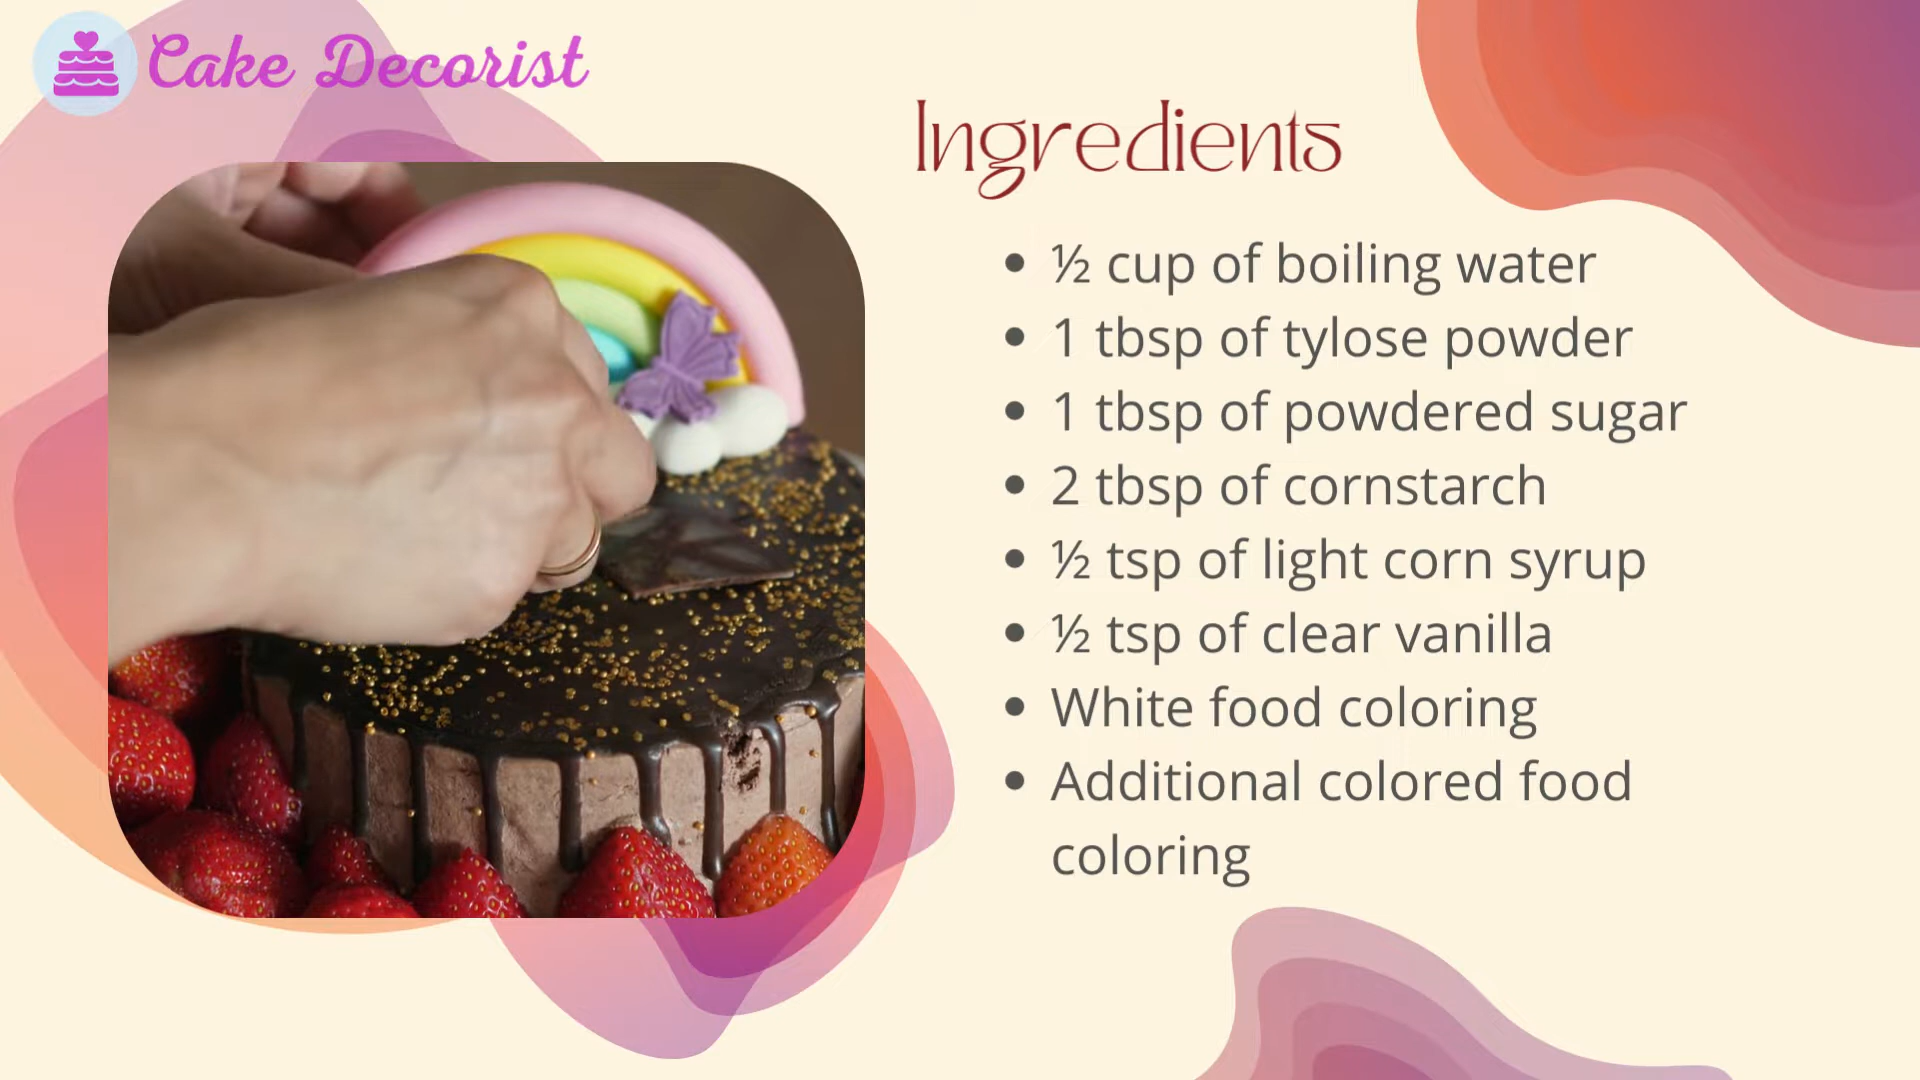 Cake Decorist
Ingredients
• ½ cup of boiling water
• 1 tbsp of tylose powder
• 1 tbsp of powdered sugar
• 2 tbsp of cornstarch
• ½ tsp of light corn syrup
• ½ tsp of clear vanilla
• White food coloring
• Additional colored food
coloring